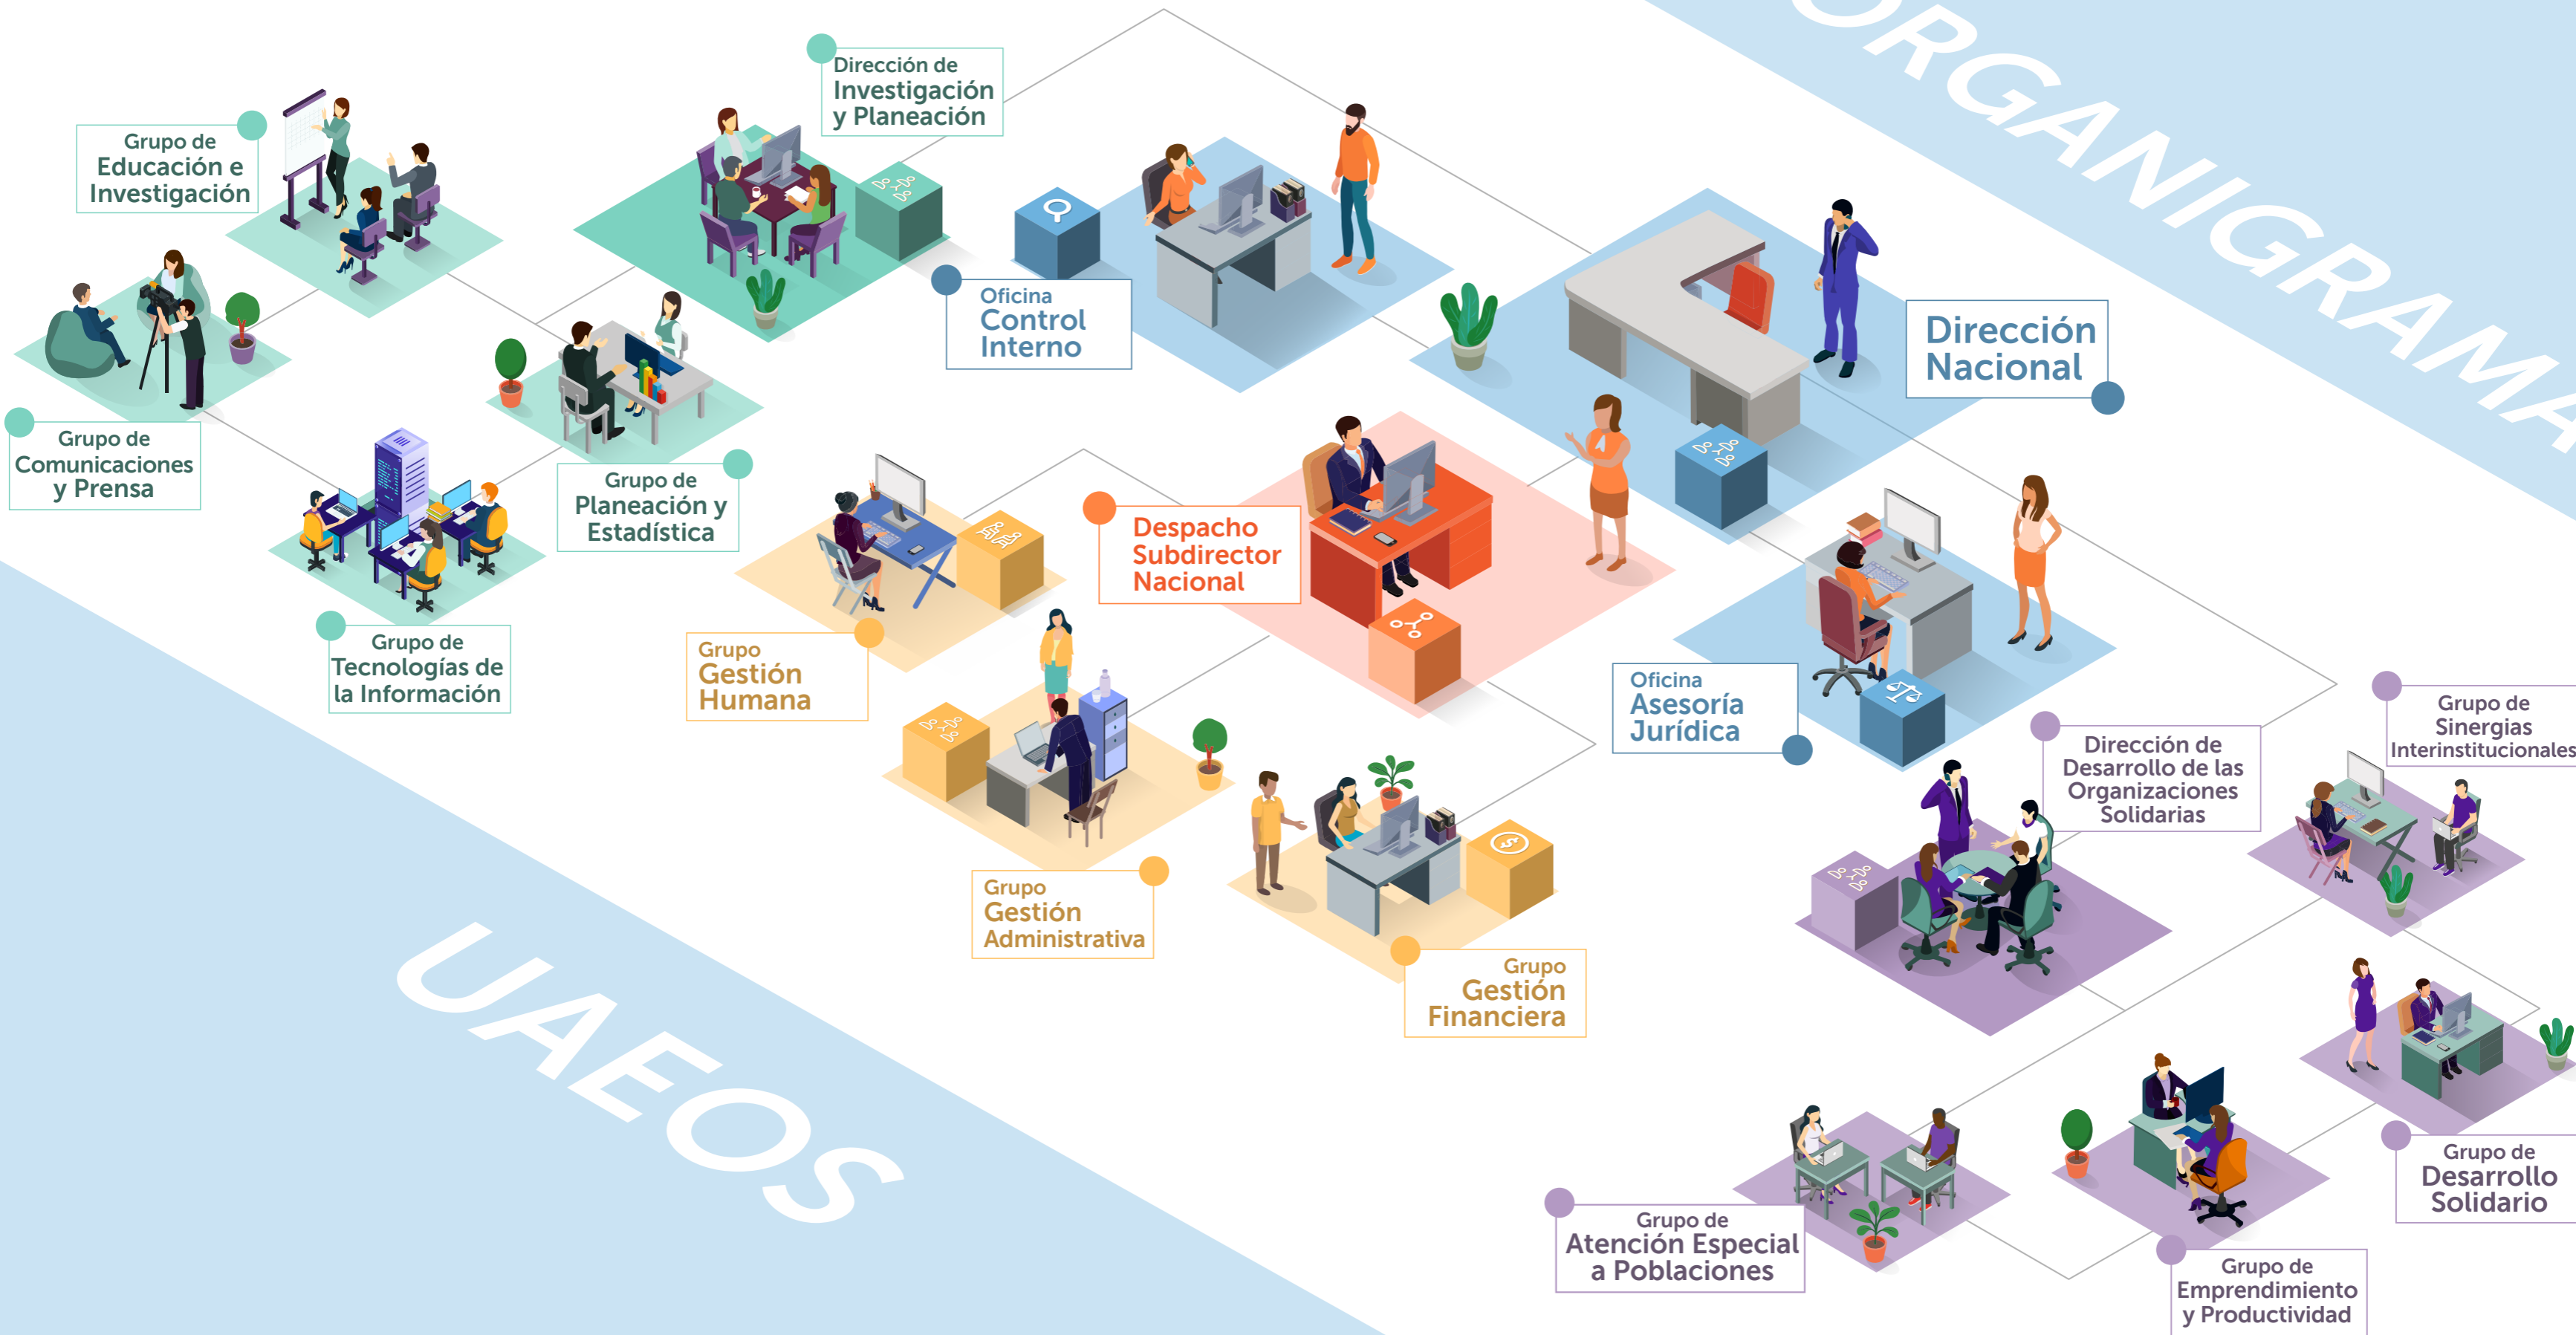 ORGANIGRAMA
Dirección de
Investigación
y Planeación
Grupo de
Educación e
Investigación
Grupo de
Comunicaciones
y Prensa
Grupo de
Tecnologías de
la Información
Grupo de
Planeación y
Estadística
Oficina
Control
Interno
Dirección
Nacional
Despacho
Subdirector
Nacional
Grupo
Gestión
Humana
Grupo
Gestión
Administrativa
Grupo
Gestión
Financiera
Oficina
Asesoría
Jurídica
Dirección de
Desarrollo de las
Organizaciones
Solidarias
Grupo de
Sinergias
Interinstitucionales
Grupo de
Desarrollo
Solidario
Grupo de
Emprendimiento
y Productividad
Grupo de
Atención Especial
a Poblaciones
UAEOS